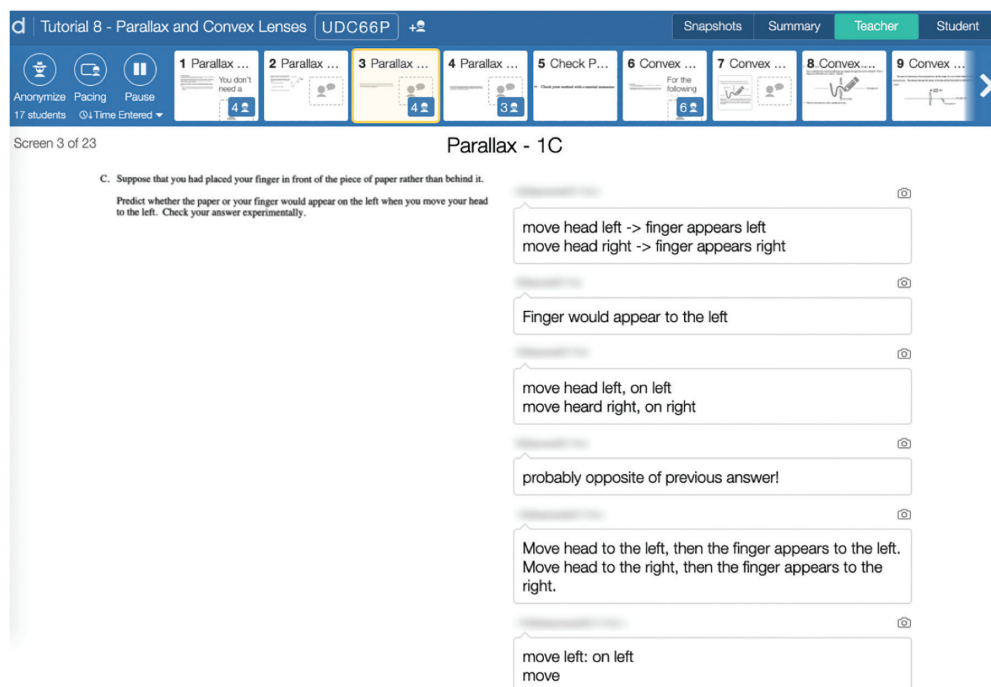 d Tutorial 8 - Parallax and Convex Lenses UDC66P
Snapshots Summary Teacher Student
Anonymize Pacing Pause
17 students Time Entered
1 Parallax ...
You don't
need a
4
2 Parallax ...
3 Parallax ...
4
4 Parallax ...
3
5 Check P...
6 Convex ...
For the
following
6
7 Convex ...
8 Convex ...
9 Convex ...
Screen 3 of 23
Parallax - 1C
C. Suppose that you had placed your finger in front of the piece of paper rather than behind it.
Predict whether the paper or your finger would appear on the left when you move your head
to the left. Check your answer experimentally.
move head left -> finger appears left
move head right -> finger appears right
Finger would appear to the left
move head left, on left
move heard right, on right
probably opposite of previous answer!
Move head to the left, then the finger appears to the left.
Move head to the right, then the finger appears to the
right.
move left: on left
move